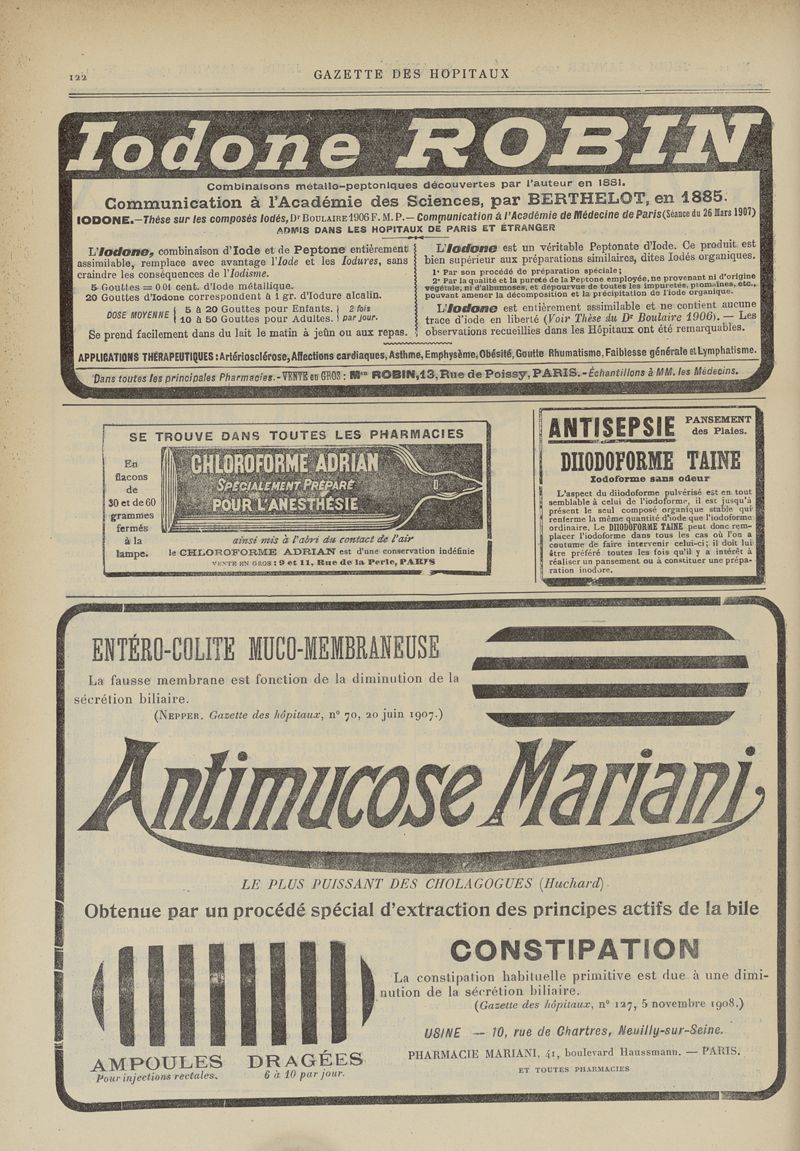 122
GAZETTE DES HOPITAUX
Iodone ROBIN
Combinaisons métallo-peptoniques découvertes par l'auteur en 1881.
Communication à l'Académie des Sciences, par BERTHELOT, en 1885.
IODONE.—Thèse sur les composés Iodés, Dr BOULAIRE 1906 F. M. P.— Communication à l'Académie de Médecine de Paris (Séance du 26 Mars 1907)
ADMIS DANS LES HOPITAUX DE PARIS ET ÉTRANGER
L'Iodone, combinaison d'Iode et de Peptone entièrement
assimilable, remplace avec avantage l'Iode et les Iodures, sans
craindre les conséquences de l'Iodisme.
5 Gouttes = 0.01 cent. d'Iode métallique.
20 Gouttes d'Iodone correspondent à 1 gr. d'Iodure alcalin.
DOSE MOYENNE { 5 à 20 Gouttes pour Enfants. } 2 fois
10 à 50 Gouttes pour Adultes. } par jour.
Se prend facilement dans du lait le matin à jeûn ou aux repas.
L'Iodone est un véritable Peptonate d'Iode. Ce produit est
bien supérieur aux préparations similaires, dites Iodés organiques.
1° Par son procédé de préparation spéciale;
2° Par la qualité et la pureté de la Peptone employée, ne provenant ni d'origine
végétale, ni d'albumoses, et dépourvue de toutes les impuretés, ptomaïnes, etc.,
pouvant amener la décomposition et la précipitation de l'iode organique.
L'Iodone est entièrement assimilable et ne contient aucune
trace d'iode en liberté (Voir Thèse du Dr Boulaire 1906). — Les
observations recueillies dans les Hôpitaux ont été remarquables.
APPLICATIONS THÉRAPEUTIQUES : Artériosclérose, Affections cardiaques, Asthme, Emphysème, Obésité, Goutte Rhumatisme, Faiblesse générale et Lymphatisme.
Dans toutes les principales Pharmacies. - VENTE en GROS : Mon ROBIN, 13, Rue de Poissy, PARIS. - Échantillons à MM. les Médecins.
SE TROUVE DANS TOUTES LES PHARMACIES
En
flacons
de
30 et de 60
grammes
fermés
à la
lampe.
CHLOROFORME ADRIAN
SPÉCIALEMENT PRÉPARÉ
POUR L'ANESTHÉSIE
ainsi mis à l'abri du contact de l'air
le CHLOROFORME ADRIAN est d'une conservation indéfinie
VENTE EN GROS : 9 et 11, Rue de la Perle, PARIS
ANTISEPSIE PANSEMENT
des Plaies.
DIIODOFORME TAINE
Iodoforme sans odeur
L'aspect du diiodoforme pulvérisé est en tout
semblable à celui de l'iodoforme, il est jusqu'à
présent le seul composé organique stable qui
renferme la même quantité d'iode que l'iodoforme
ordinaire. Le DIIODOFORME TAINE peut donc rem-
placer l'iodoforme dans tous les cas où l'on a
coutume de faire intervenir celui-ci; il doit lui
être préféré toutes les fois qu'il y a intérêt à
réaliser un pansement ou à constituer une prépa-
ration inodore.
ENTÉRO-COLITE MUCO-MEMBRANEUSE
La fausse membrane est fonction de la diminution de la
sécrétion biliaire.
(NEPPER. Gazette des hôpitaux, n° 70, 20 juin 1907.)
Antimucose Mariani
LE PLUS PUISSANT DES CHOLAGOGUES (Huchard).
Obtenue par un procédé spécial d'extraction des principes actifs de la bile
CONSTIPATION
La constipation habituelle primitive est due à une dimi-
nution de la sécrétion biliaire.
(Gazette des hôpitaux, n° 127, 5 novembre 1908.)
USINE — 10, rue de Chartres, Neuilly-sur-Seine.
PHARMACIE MARIANI, 41, boulevard Haussmann. — PARIS.
ET TOUTES PHARMACIES
AMPOULES
Pour injections rectales.
DRAGÉES
6 à 10 par jour.